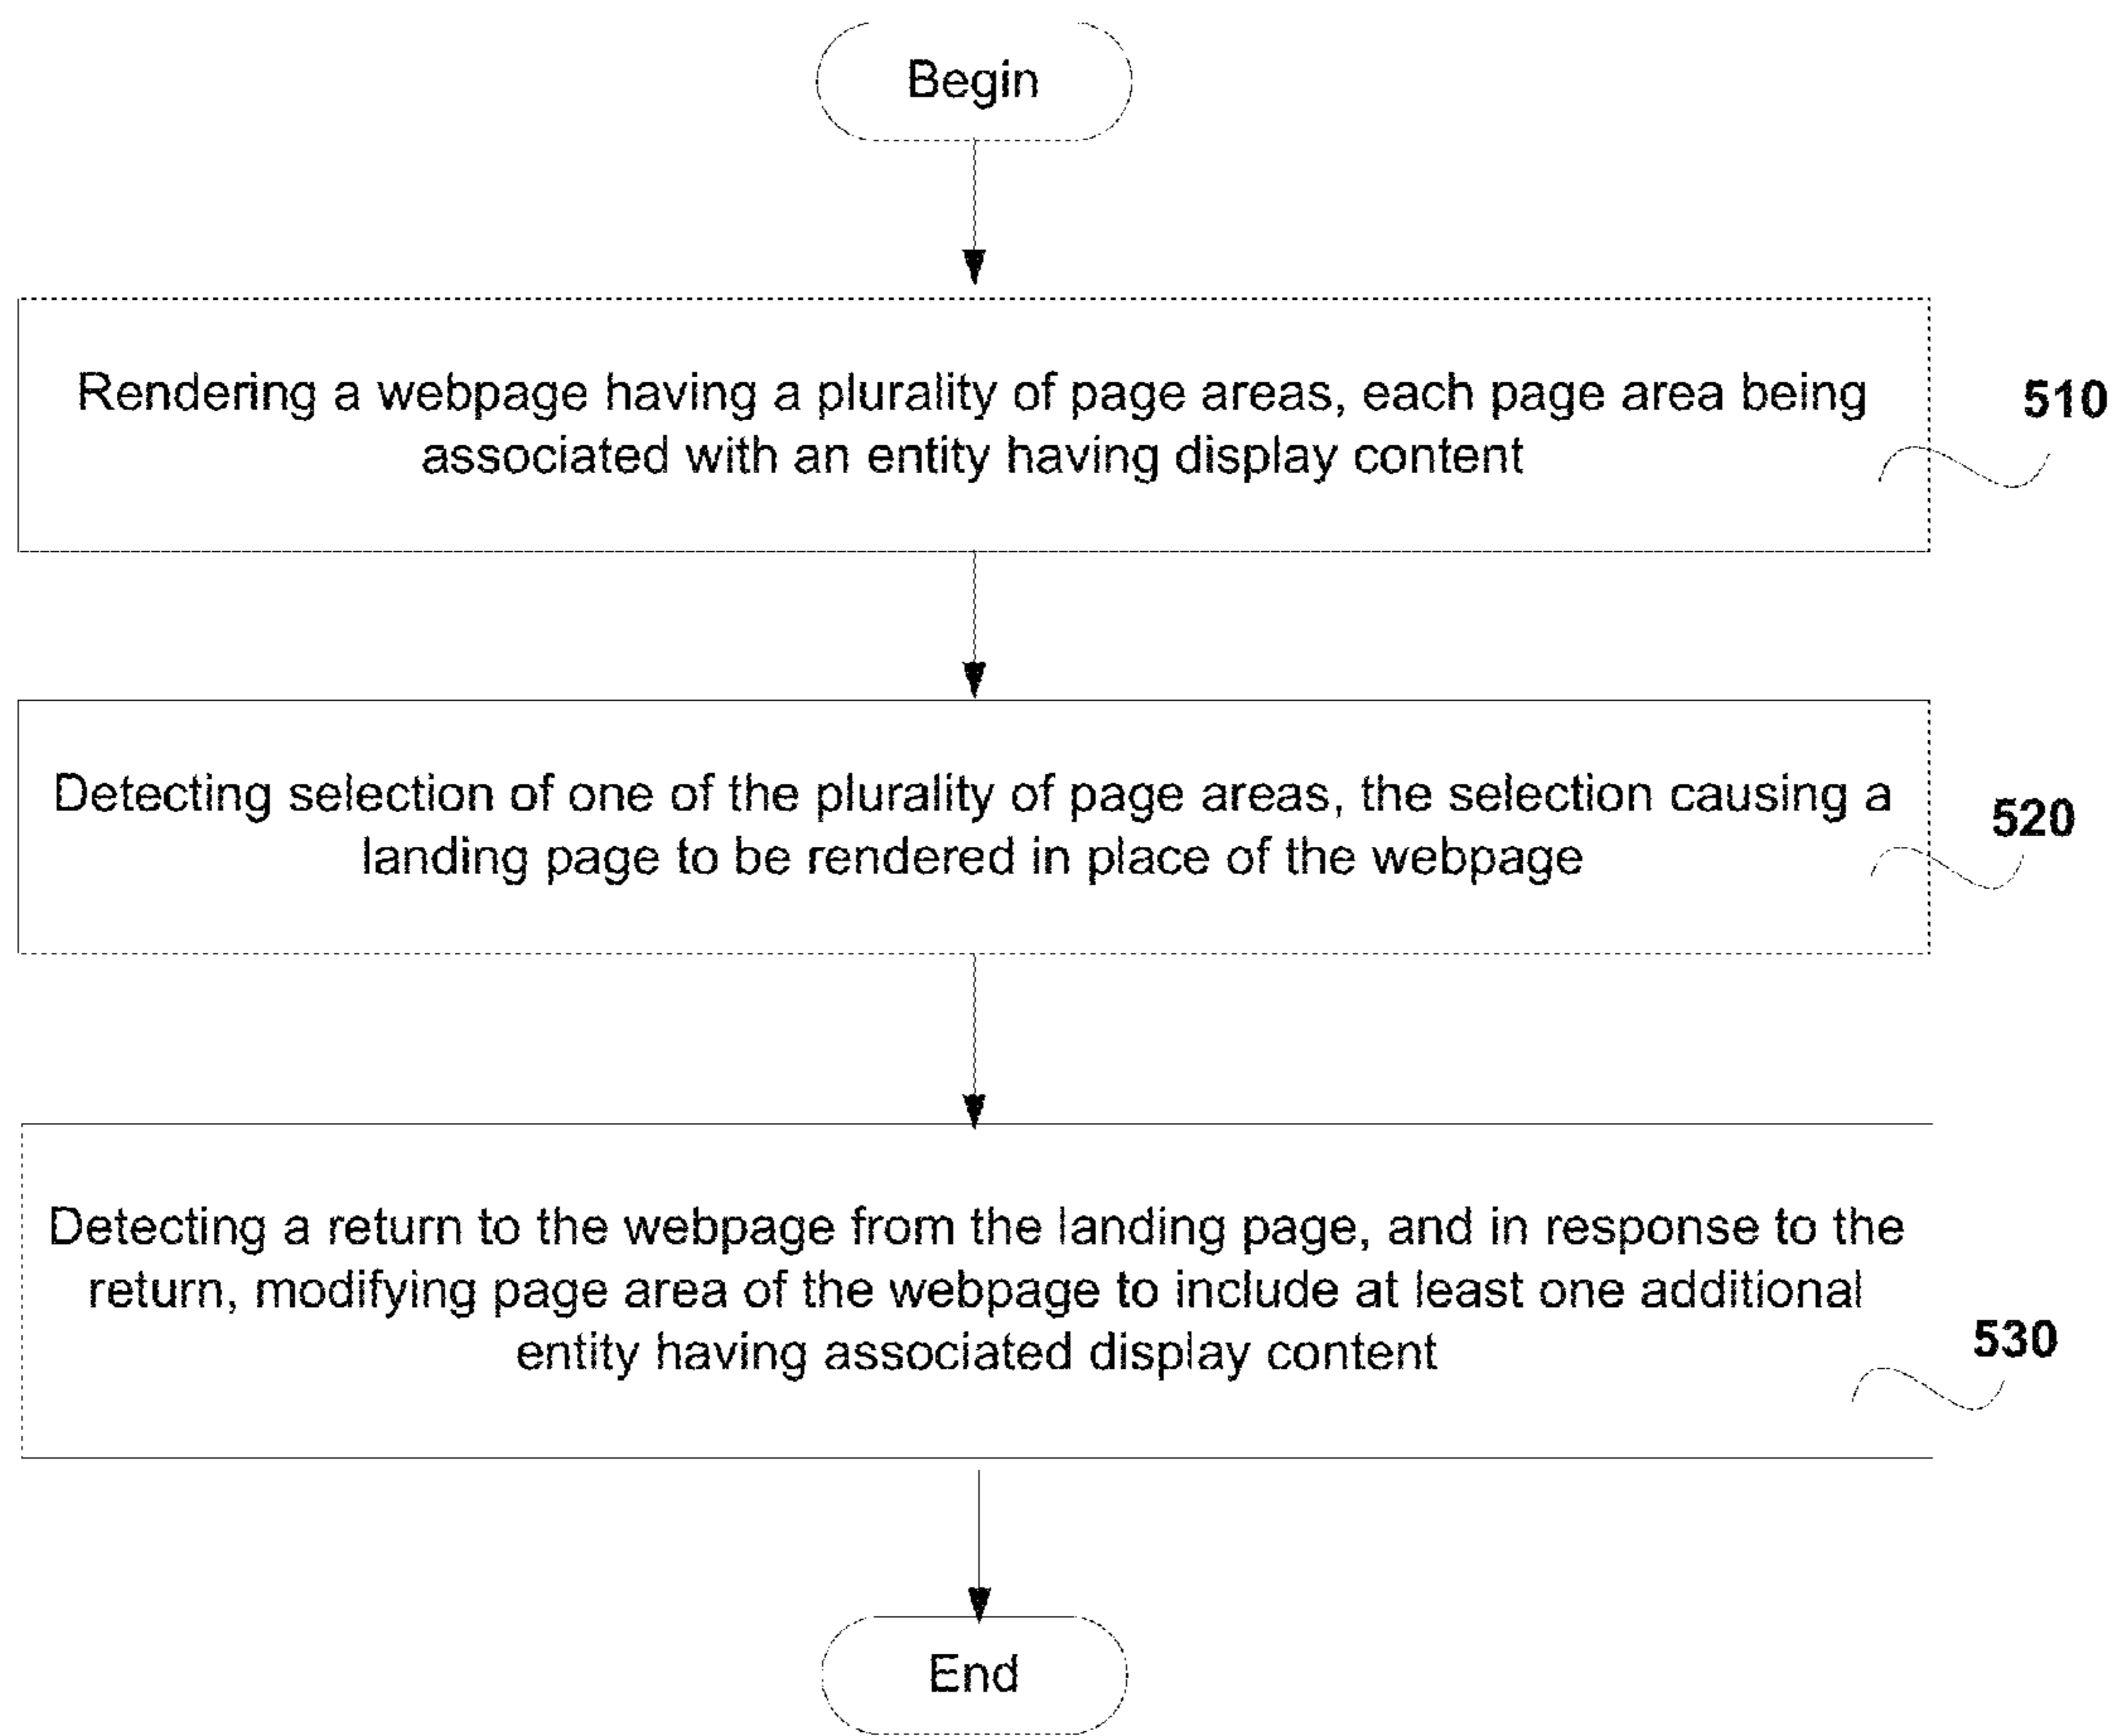 Begin
Rendering a webpage having a plurality of page areas, each page area being
associated with an entity having display content
510
Detecting selection of one of the plurality of page areas, the selection causing a
landing page to be rendered in place of the webpage
520
Detecting a return to the webpage from the landing page, and in response to the
return, modifying page area of the webpage to include at least one additional
entity having associated display content
530
End